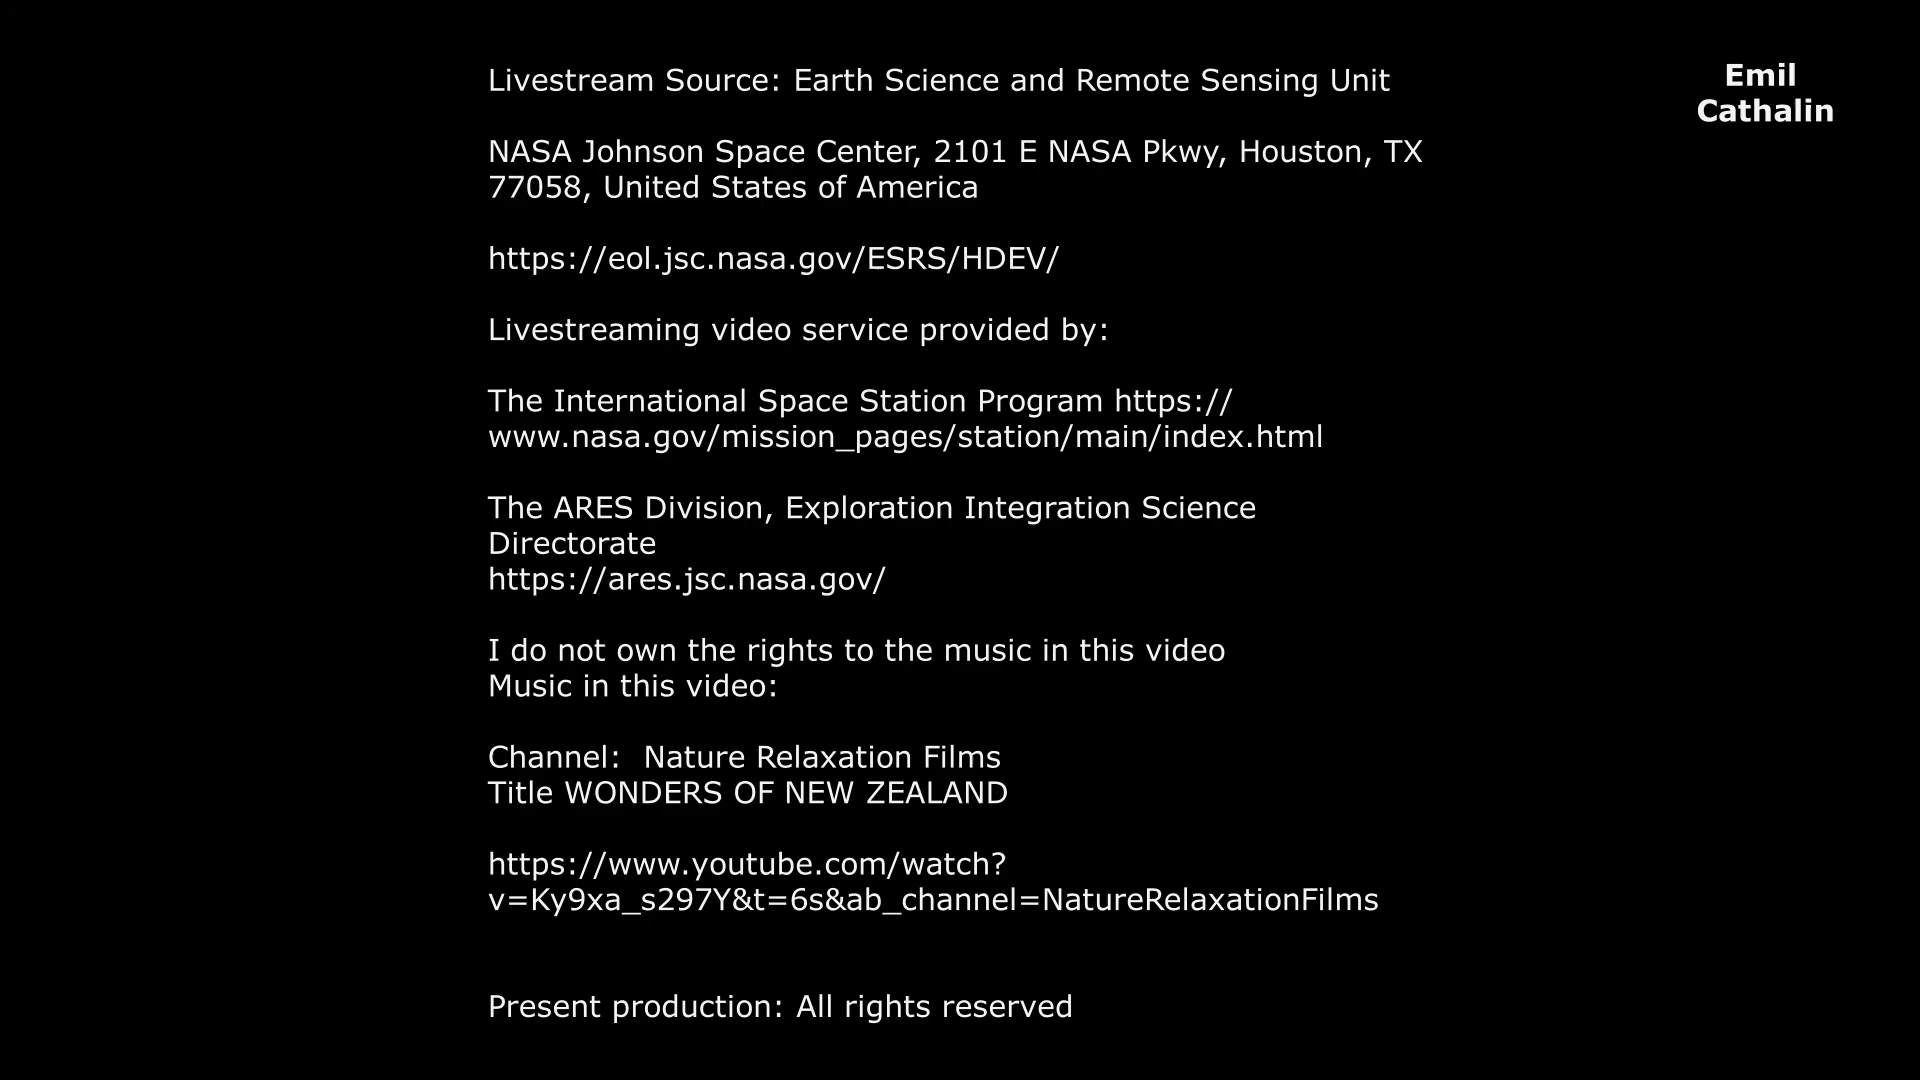 Livestream Source: Earth Science and Remote Sensing Unit
Emil
Cathalin
NASA Johnson Space Center, 2101 E NASA Pkwy, Houston, TX
77058, United States of America
https://eol.jsc.nasa.gov/ESRS/HDEV/
Livestreaming video service provided by:
The International Space Station Program https://
www.nasa.gov/mission_pages/station/main/index.html
The ARES Division, Exploration Integration Science
Directorate
https://ares.jsc.nasa.gov/
I do not own the rights to the music in this video
Music in this video:
Channel:  Nature Relaxation Films
Title WONDERS OF NEW ZEALAND
https://www.youtube.com/watch?
v=Ky9xa_s297Y&t=6s&ab_channel=NatureRelaxationFilms
Present production: All rights reserved